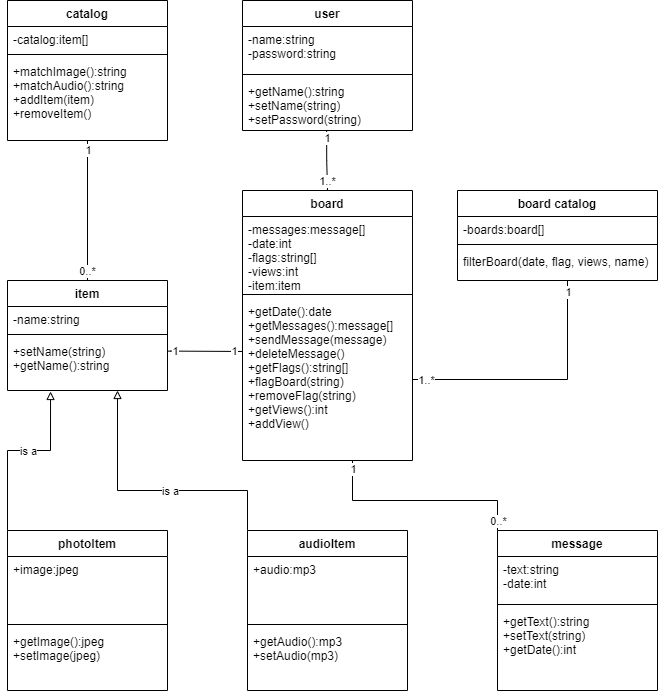 catalog
-catalog:item[]
+matchImage():string
+matchAudio():string
+addItem(item)
+removeItem()
1
0..*
user
-name:string
-password:string
+getName():string
+setName(string)
+setPassword(string)
1
1..*
board
-messages:message[]
-date:int
-flags:string[]
-views:int
-item:item
+getDate():date
+getMessages():message[]
+sendMessage(message)
+deleteMessage()
+getFlags():string[]
+flagBoard(string)
+removeFlag(string)
+getViews():int
+addView()
board catalog
-boards:board[]
filterBoard(date, flag, views, name)
1
1..*
item
-name:string
+setName(string)
+getName():string
1
1
is a
is a
1
0..*
photoItem
+image:jpeg
+getImage():jpeg
+setImage(jpeg)
audioItem
+audio:mp3
+getAudio():mp3
+setAudio(mp3)
message
-text:string
-date:int
+getText():string
+setText(string)
+getDate():int